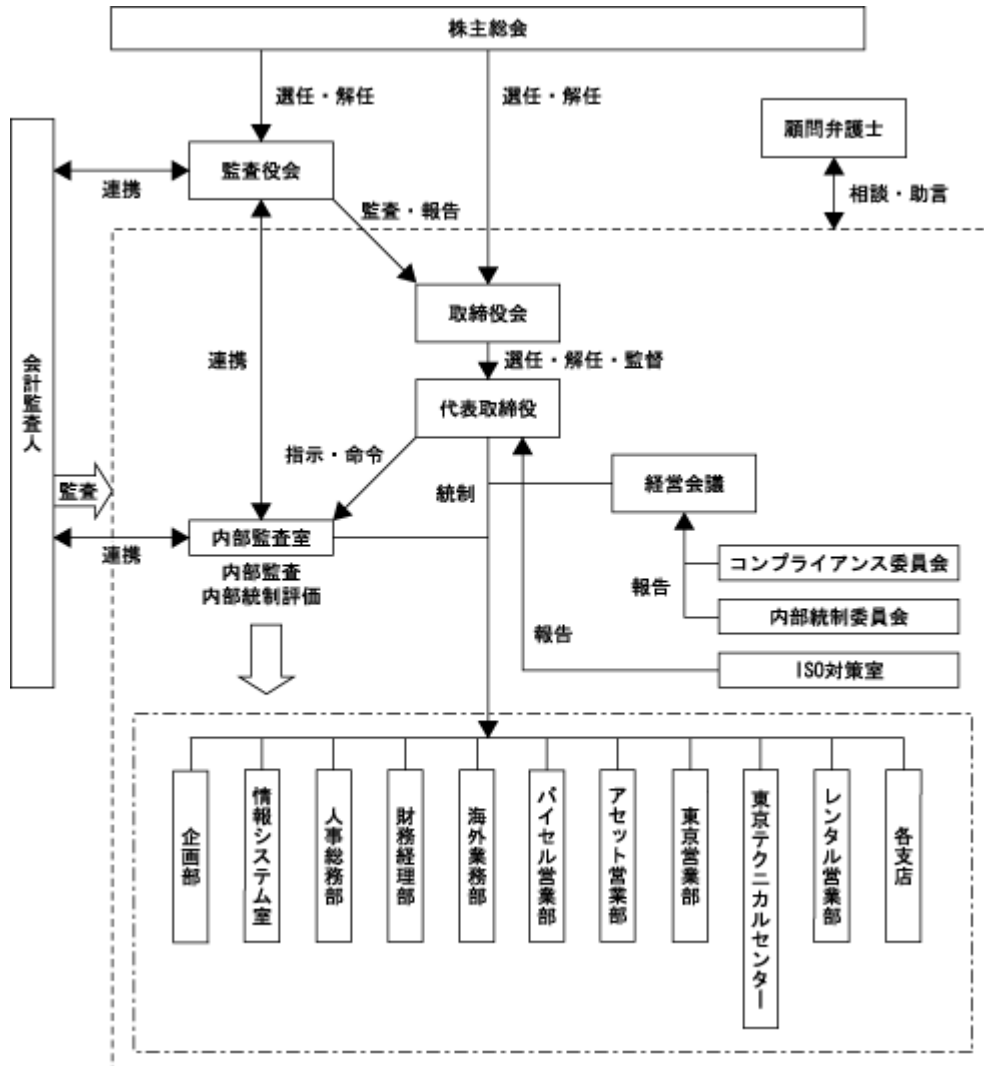 株主総会
選任・解任
選任・解任
顧問弁護士
監査役会
連携
相談・助言
監査・報告
取締役会
会計監査人
連携
選任・解任・監督
代表取締役
指示・命令
経営会議
統制
監査
内部監査室
連携
内部監査
内部統制評価
コンプライアンス委員会
報告
内部統制委員会
報告
ISO対策室
企画部
情報システム室
人事総務部
財務経理部
海外業務部
バイセル営業部
アセット営業部
東京営業部
東京テクニカルセンター
レンタル営業部
各支店